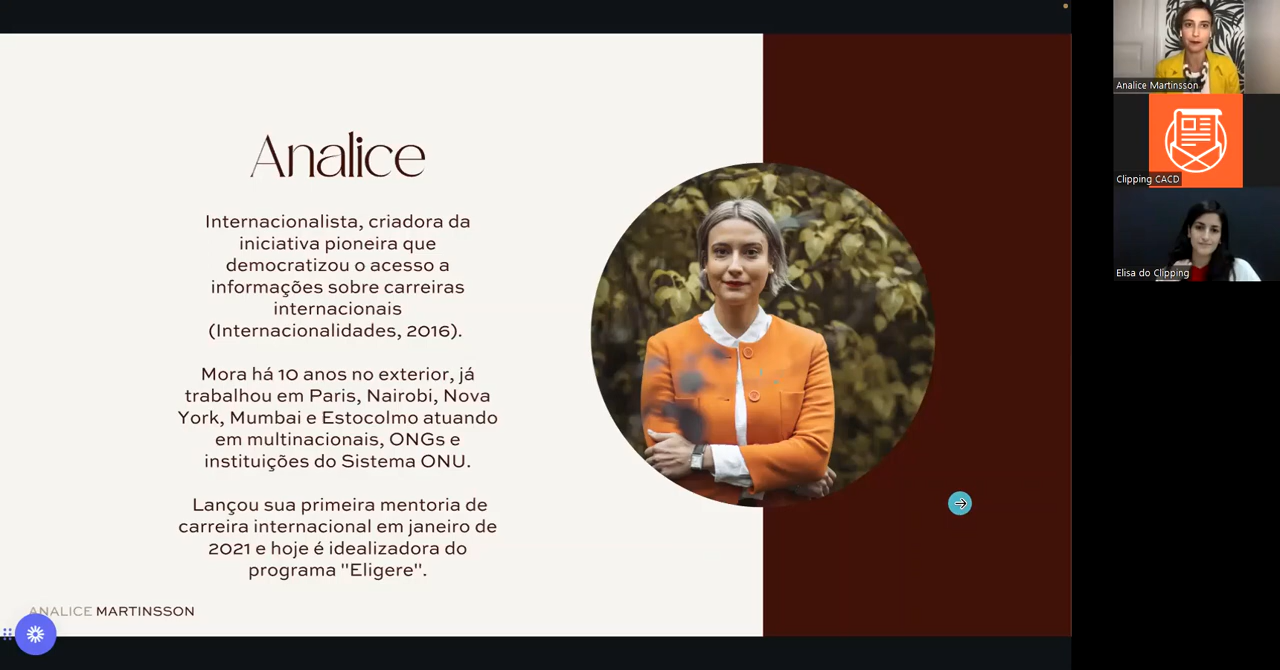 Analice
Internacionalista, criadora da
iniciativa pioneira que
democratizou o acesso a
informações sobre carreiras
internacionais
(Internacionalidades, 2016).
Mora há 10 anos no exterior, já
trabalhou em Paris, Nairobi, Nova
York, Mumbai e Estocolmo atuando
em multinacionais, ONGs e
instituições do Sistema ONU.
Lançou sua primeira mentoria de
carreira internacional em janeiro de
2021 e hoje é idealizadora do
programa "Eligere".
ANALICE MARTINSSON
Analice Martinsson
Clipping CACD
Elisa do Clipping